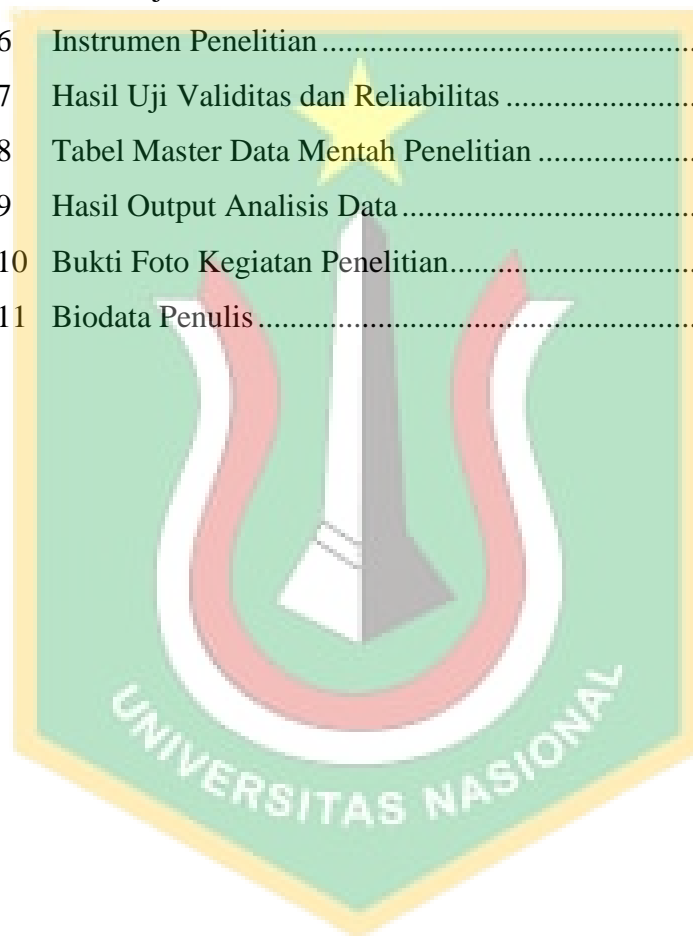 6 Instrumen Penelitian ................................................
7 Hasil Uji Validitas dan Reliabilitas ........................
8 Tabel Master Data Mentah Penelitian ....................
9 Hasil Output Analisis Data .....................................
10 Bukti Foto Kegiatan Penelitian...............................
11 Biodata Penulis .......................................................
UNIVERSITAS NASIONAL